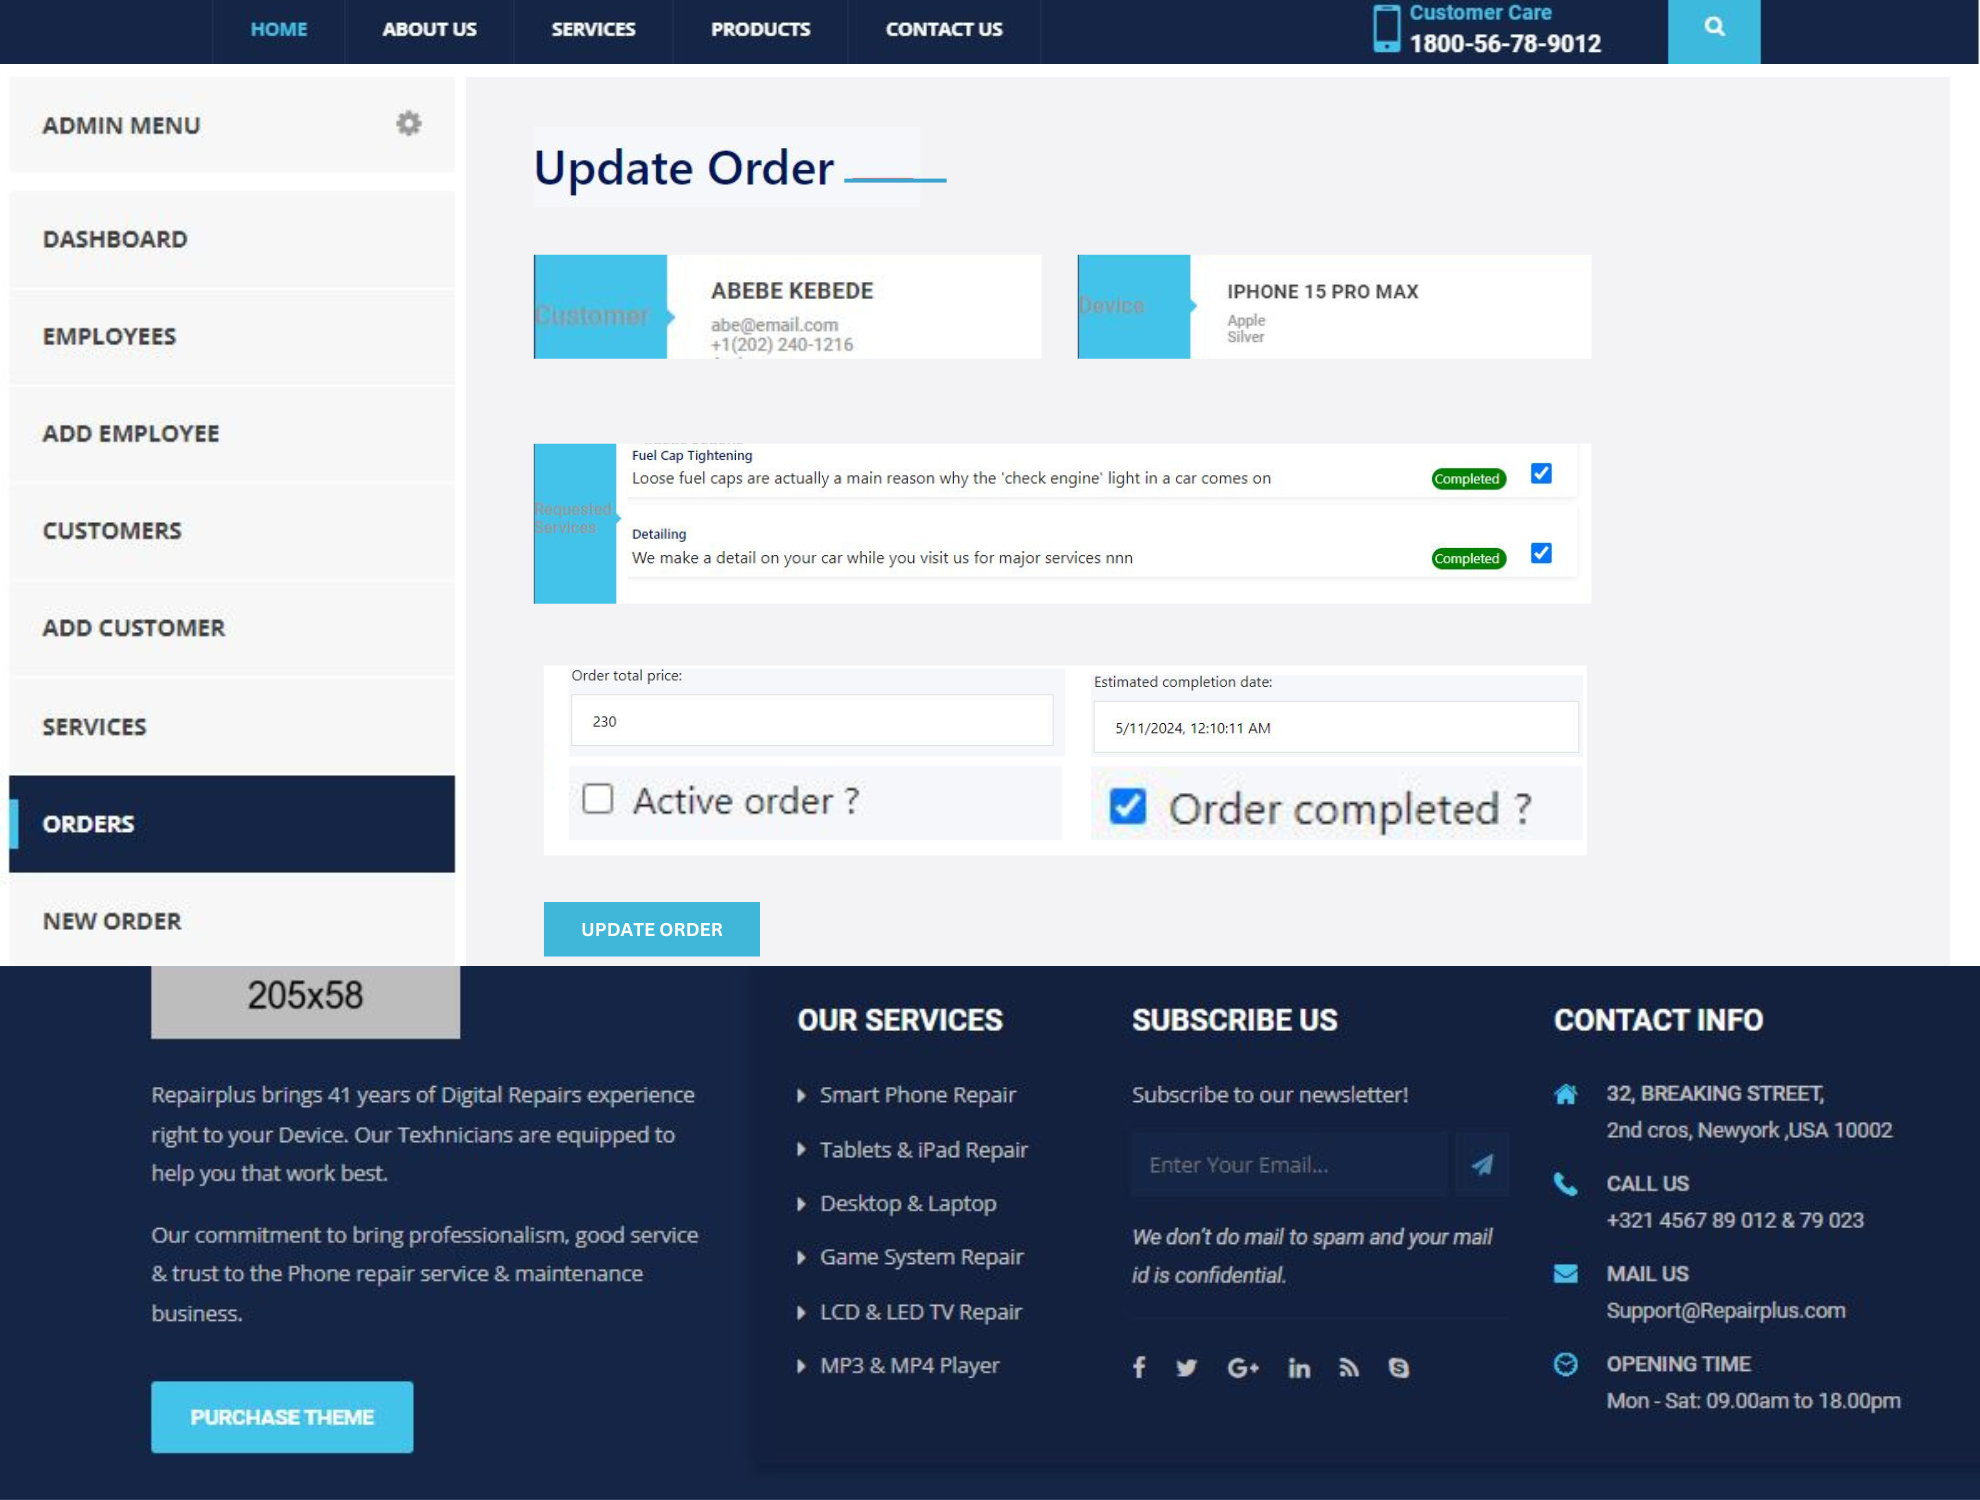 HOME
ABOUT US
SERVICES
PRODUCTS
CONTACT US
Customer Care
1800-56-78-9012
ADMIN MENU
DASHBOARD
EMPLOYEES
ADD EMPLOYEE
CUSTOMERS
ADD CUSTOMER
SERVICES
ORDERS
NEW ORDER
Update Order
Customer
ABEBE KEBEDE
abe@email.com
+1(202) 240-1216
Device
IPHONE 15 PRO MAX
Apple
Silver
Requested
Services
Fuel Cap Tightening
Loose fuel caps are actually a main reason why the 'check engine' light in a car comes on
Completed
Detailing
We make a detail on your car while you visit us for major services nnn
Completed
Order total price:
230
Estimated completion date:
5/11/2024, 12:10:11 AM
Active order ?
Order completed ?
UPDATE ORDER
205x58
Repairplus brings 41 years of Digital Repairs experience
right to your Device. Our Texhnicians are equipped to
help you that work best.
Our commitment to bring professionalism, good service
& trust to the Phone repair service & maintenance
business.
PURCHASE THEME
OUR SERVICES
Smart Phone Repair
Tablets & iPad Repair
Desktop & Laptop
Game System Repair
LCD & LED TV Repair
MP3 & MP4 Player
SUBSCRIBE US
Subscribe to our newsletter!
Enter Your Email...
We don't do mail to spam and your mail
id is confidential.
CONTACT INFO
32, BREAKING STREET,
2nd cros, Newyork ,USA 10002
CALL US
+321 4567 89 012 & 79 023
MAIL US
Support@Repairplus.com
OPENING TIME
Mon - Sat: 09.00am to 18.00pm